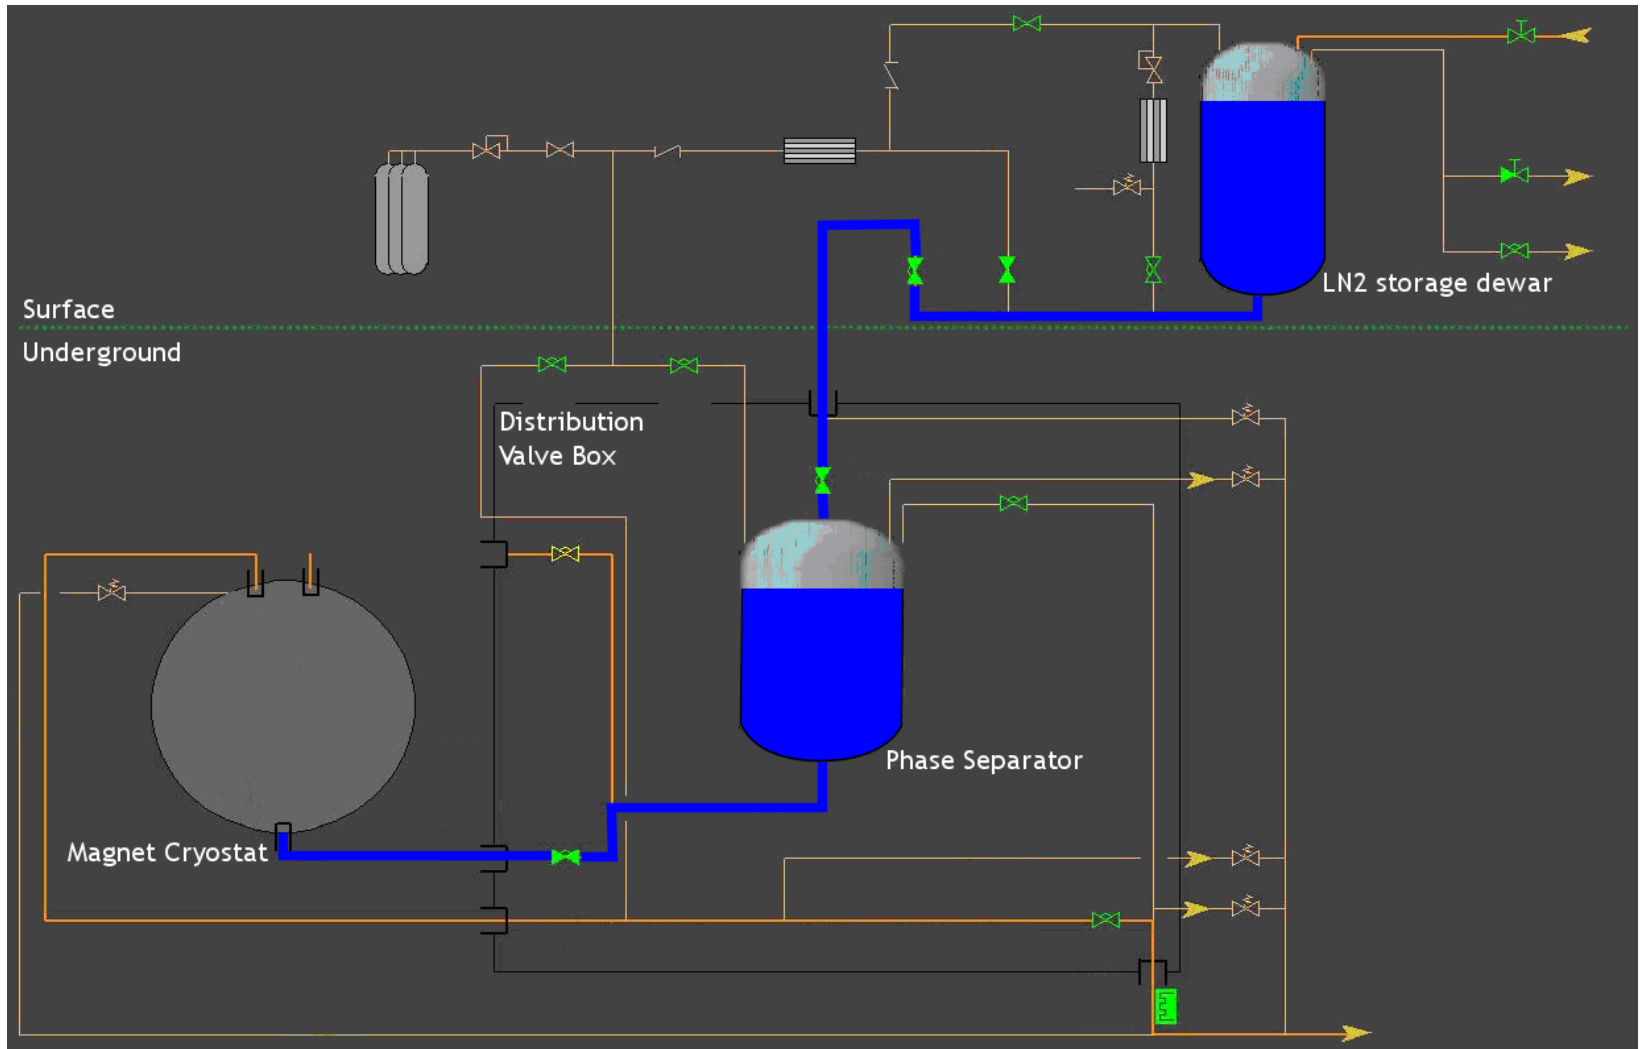 LN2 storage dewar
Surface
Underground
Distribution
Valve Box
Phase Separator
Magnet Cryostat